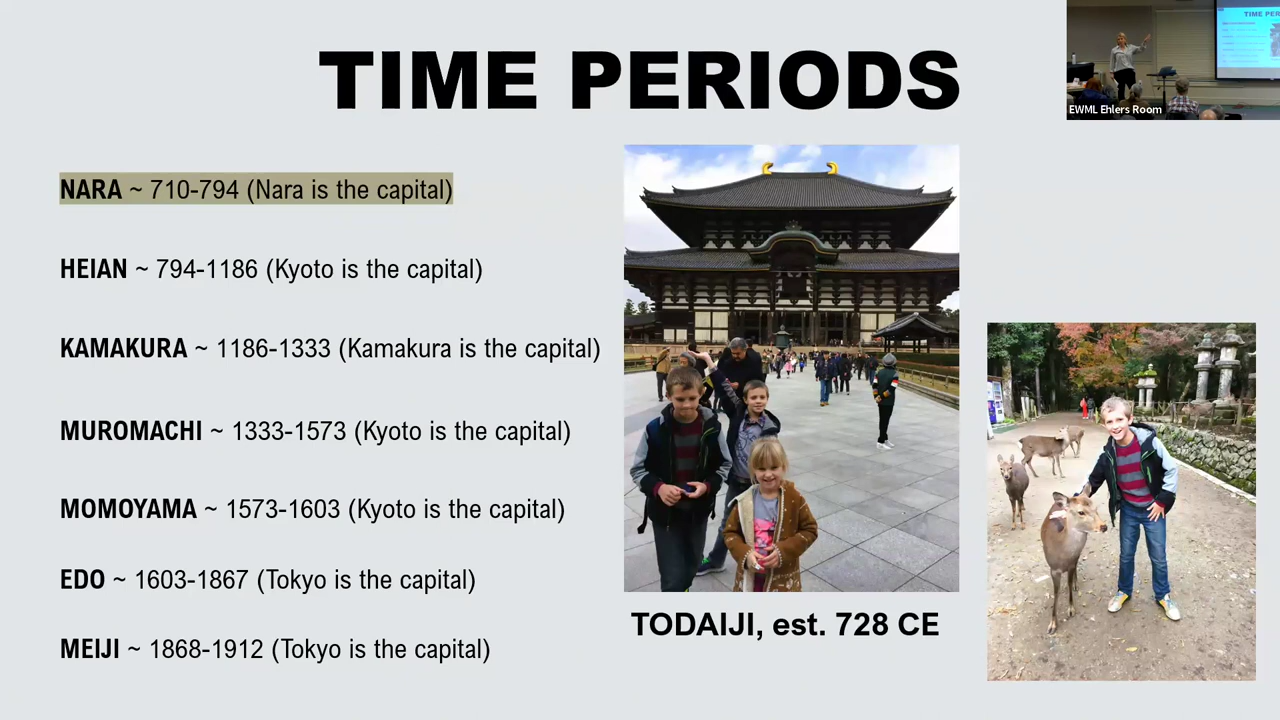 TIME PERIODS
NARA ~ 710-794 (Nara is the capital)
HEIAN ~ 794-1186 (Kyoto is the capital)
KAMAKURA ~ 1186-1333 (Kamakura is the capital)
MUROMACHI ~ 1333-1573 (Kyoto is the capital)
MOMOYAMA ~ 1573-1603 (Kyoto is the capital)
EDO ~ 1603-1867 (Tokyo is the capital)
MEIJI ~ 1868-1912 (Tokyo is the capital)
TODAIJI, est. 728 CE
TIME PER
EWML Ehlers Room